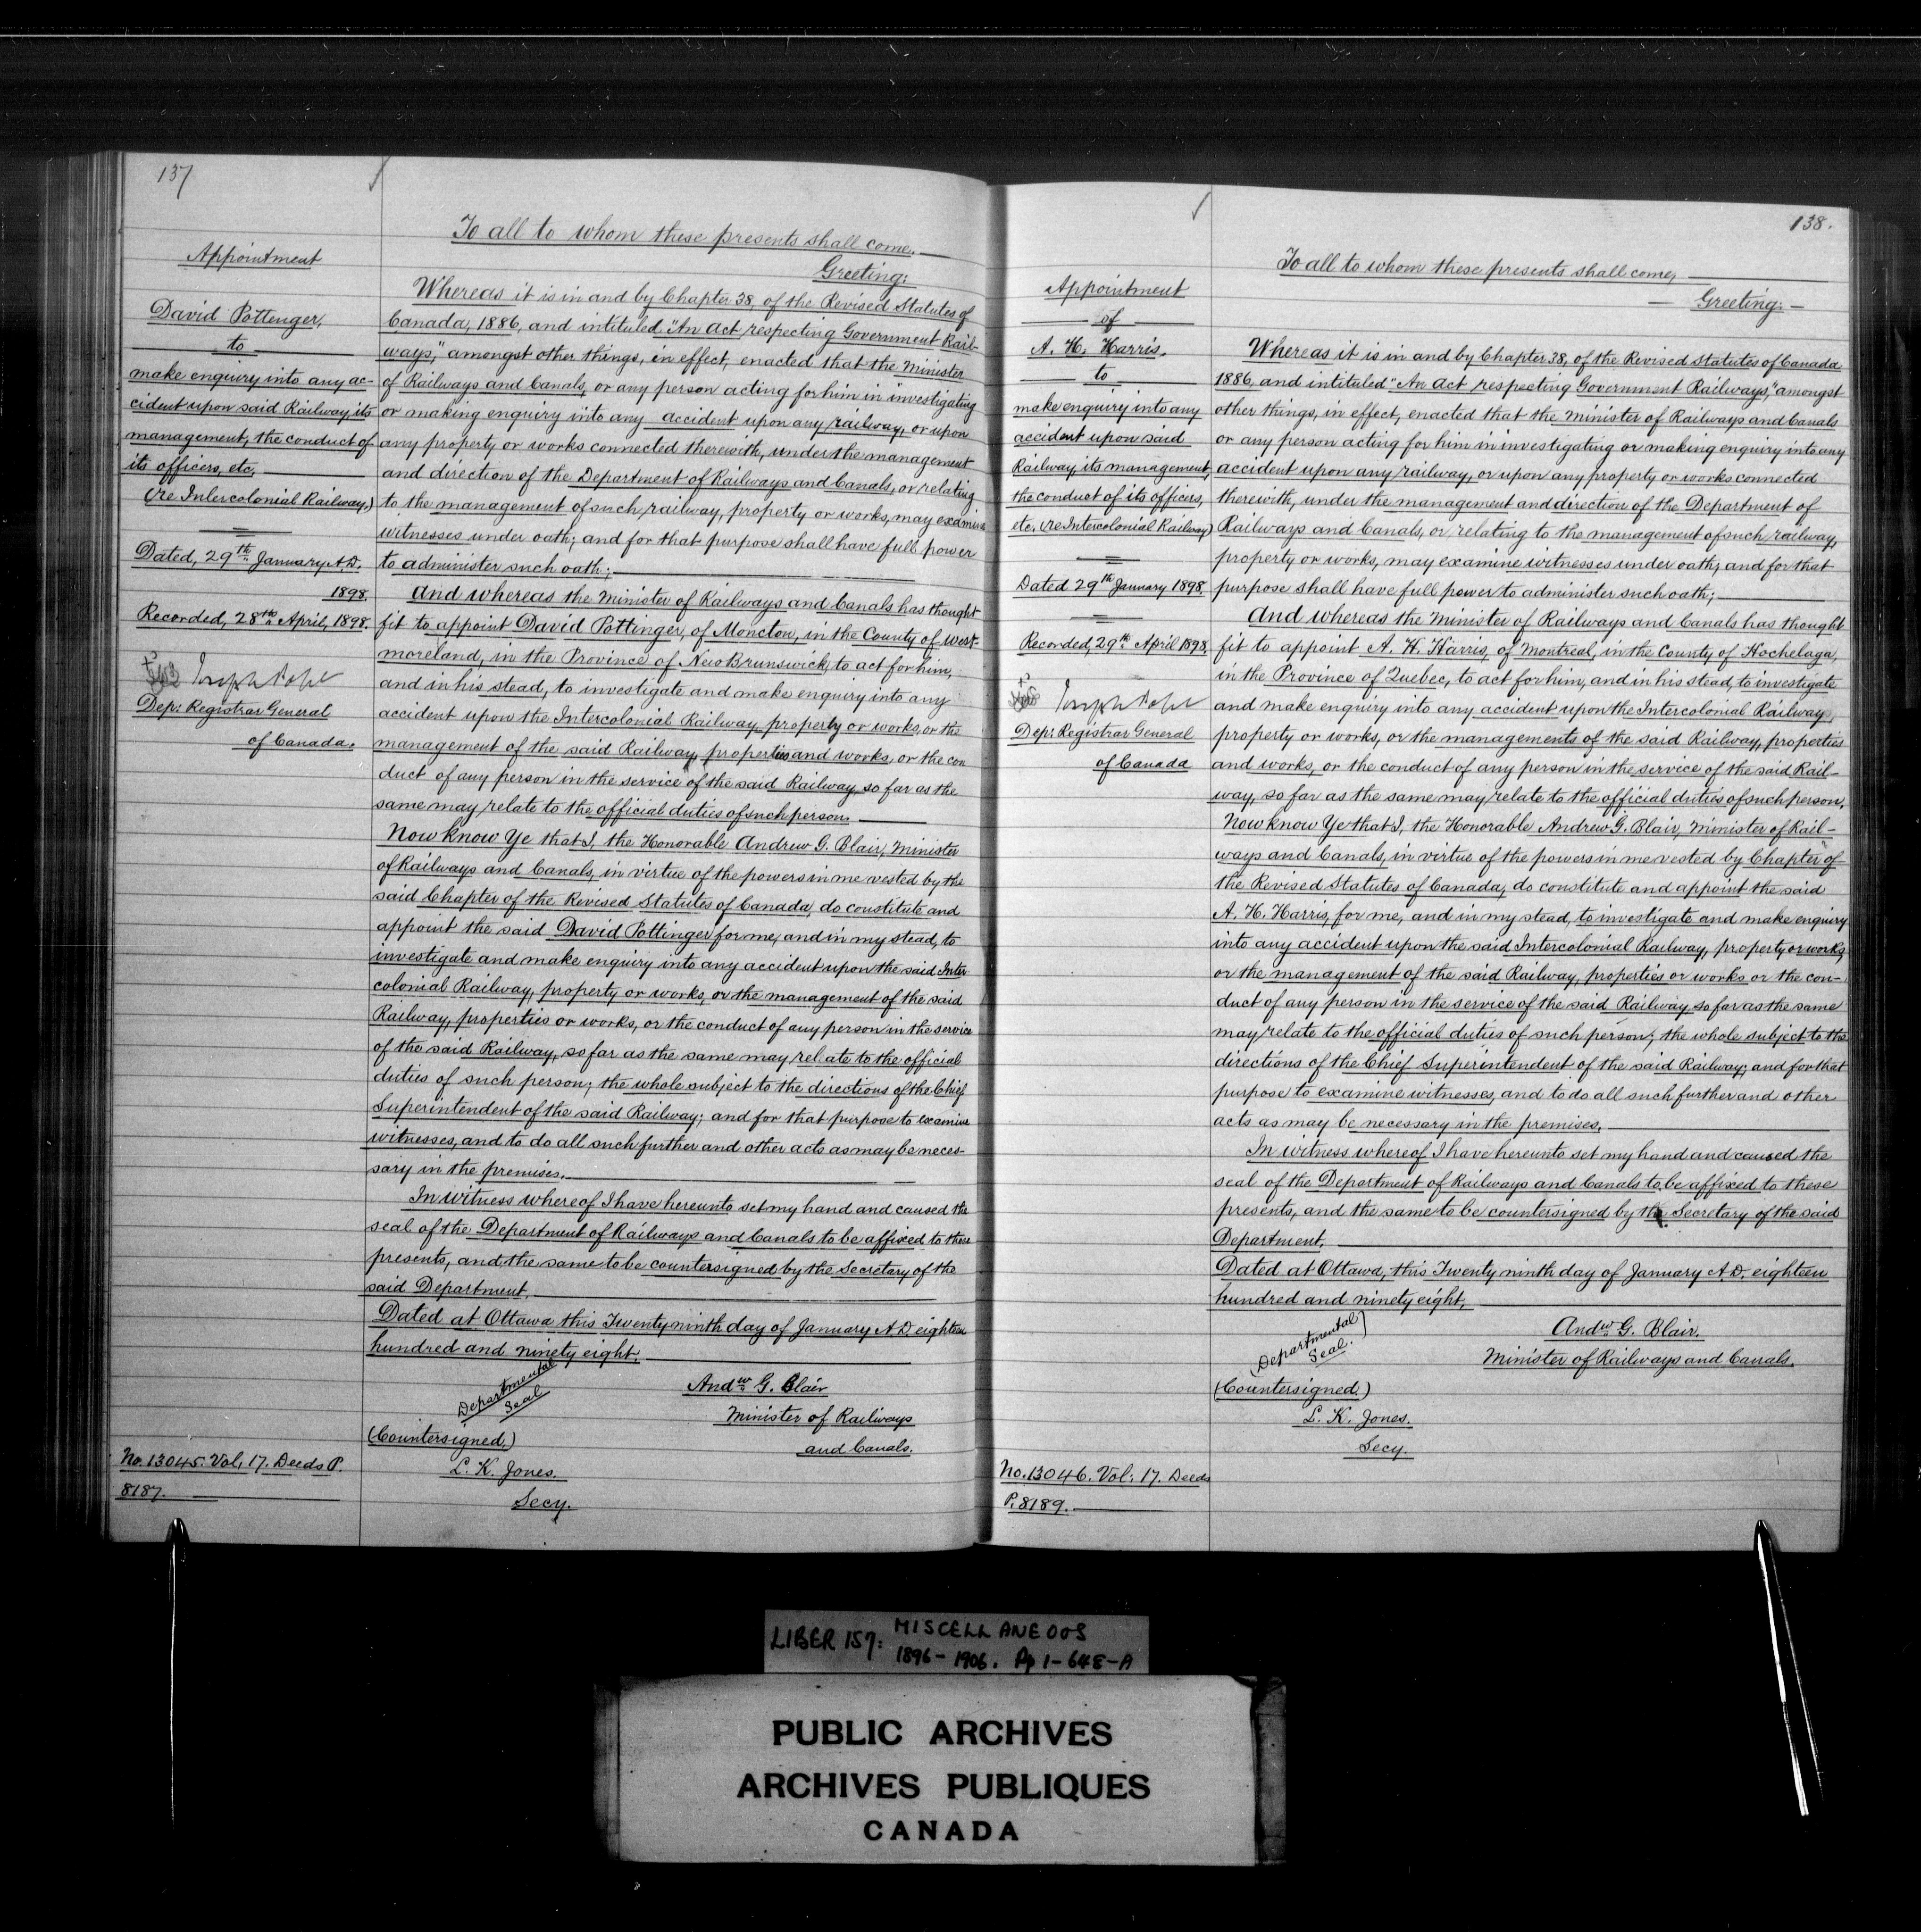 137
Appointment
David Pottenger,
to
make enquiry into any ac-
cident upon said Railway, its
management, the conduct of
its officers, etc,
(re Intercolonial Railway.)
Dated, 29th January A.D.
1898.
Recorded, 28th April, 1898.
Joseph Pope
Dep: Registrar General
of Canada.
No. 13045. Vol, 17. Deeds P.
8187.
To all to whom these presents shall come.
Greeting:
Whereas it is in and by Chapter 38, of the Revised Statutes of
Canada, 1886, and intituled "An Act respecting Government Rail-
ways," amongst other things, in effect, enacted that the Minister
of Railways and Canals, or any person acting for him in investigating
or making enquiry into any accident upon any railway, or upon
any property or works connected therewith, under the management
and direction of the Department of Railways and Canals, or relating
to the management of such railway, property or works, may examine
witnesses under oath; and for that purpose shall have full power
to administer such oath;
And whereas the Minister of Railways and Canals has thought
fit to appoint David Pottinger, of Moncton, in the County of West-
moreland, in the Province of New Brunswick, to act for him,
and in his stead, to investigate and make enquiry into any
accident upon the Intercolonial Railway, property or works, or the
management of the said Railway, properties and works, or the con
duct of any person in the service of the said Railway, so far as the
same may relate to the official duties of such person.
Now know Ye that I, the Honorable Andrew G. Blair, Minister
of Railways and Canals, in virtue of the powers in me vested by the
said Chapter of the Revised Statutes of Canada, do constitute and
appoint the said David Pottinger for me, and in my stead, to
investigate and make enquiry into any accident upon the said Inter
colonial Railway, property or works, or the management of the said
Railway, properties or works, or the conduct of any person in the service
of the said Railway, so far as the same may relate to the official
duties of such person; the whole subject to the directions of the Chief
Superintendent of the said Railway; and for that purpose to examine
witnesses, and to do all such further and other acts as may be neces-
sary in the premises.
In witness whereof I have hereunto set my hand and caused the
seal of the Department of Railways and Canals to be affixed to these
presents, and the same to be countersigned by the Secretary of the
said Department.
Dated at Ottawa this Twenty ninth day of January A.D. eighteen
hundred and ninety eight.
Departmental
Seal
Andw G. Blair
Minister of Railways
and Canals.
(Countersigned.)
L. K. Jones.
Secy.
138.
Appointment
of
A. H. Harris.
to
make enquiry into any
accident upon said
Railway, its management,
the conduct of its officers,
etc, (re Intercolonial Railway)
Dated 29th January 1898.
Recorded, 29th April 1898.
Joseph Pope
Dep: Registrar General
of Canada
No. 13046. Vol: 17. Deeds
P. 8189.
To all to whom these presents shall come,
Greeting:
Whereas it is in and by Chapter 38, of the Revised Statutes of Canada
1886, and intituled "An Act respecting Government Railways," amongst
other things, in effect, enacted that the Minister of Railways and Canals
or any person acting for him in investigating or making enquiry into any
accident upon any railway, or upon any property or works connected
therewith, under the management and direction of the Department of
Railways and Canals, or relating to the management of such railway,
property or works, may examine witnesses under oath; and for that
purpose shall have full power to administer such oath;
And whereas the Minister of Railways and Canals has thought
fit to appoint A. H. Harris, of Montreal, in the County of Hochelaga,
in the Province of Quebec, to act for him, and in his stead, to investigate
and make enquiry into any accident upon the Intercolonial Railway,
property or works, or the managements of the said Railway, properties
and works, or the conduct of any person in the service of the said Rail-
way, so far as the same may relate to the official duties of such person.
Now know Ye that I, the Honorable Andrew G. Blair, Minister of Rail-
ways and Canals, in virtue of the powers in me vested by Chapter of
the Revised Statutes of Canada, do constitute and appoint the said
A. H. Harris, for me, and in my stead, to investigate and make enquiry
into any accident upon the said Intercolonial Railway, property or works,
or the management of the said Railway, properties or works or the con-
duct of any person in the service of the said Railway so far as the same
may relate to the official duties of such person; the whole subject to the
directions of the Chief Superintendent of the said Railway; and for that
purpose to examine witnesses, and to do all such further and other
acts as may be necessary in the premises.
In witness whereof I have hereunto set my hand and caused the
seal of the Department of Railways and Canals to be affixed to these
presents, and the same to be countersigned by the Secretary of the said
Department.
Dated at Ottawa, this Twenty ninth day of January A.D. eighteen
hundred and ninety eight.
Departmental
Seal.
Andw G. Blair.
Minister of Railways and Canals.
(Countersigned.)
L. K. Jones.
Secy.
LIBER 157: MISCELLANEOUS
1896-1906. Pp 1-648-A
PUBLIC ARCHIVES
ARCHIVES PUBLIQUES
CANADA